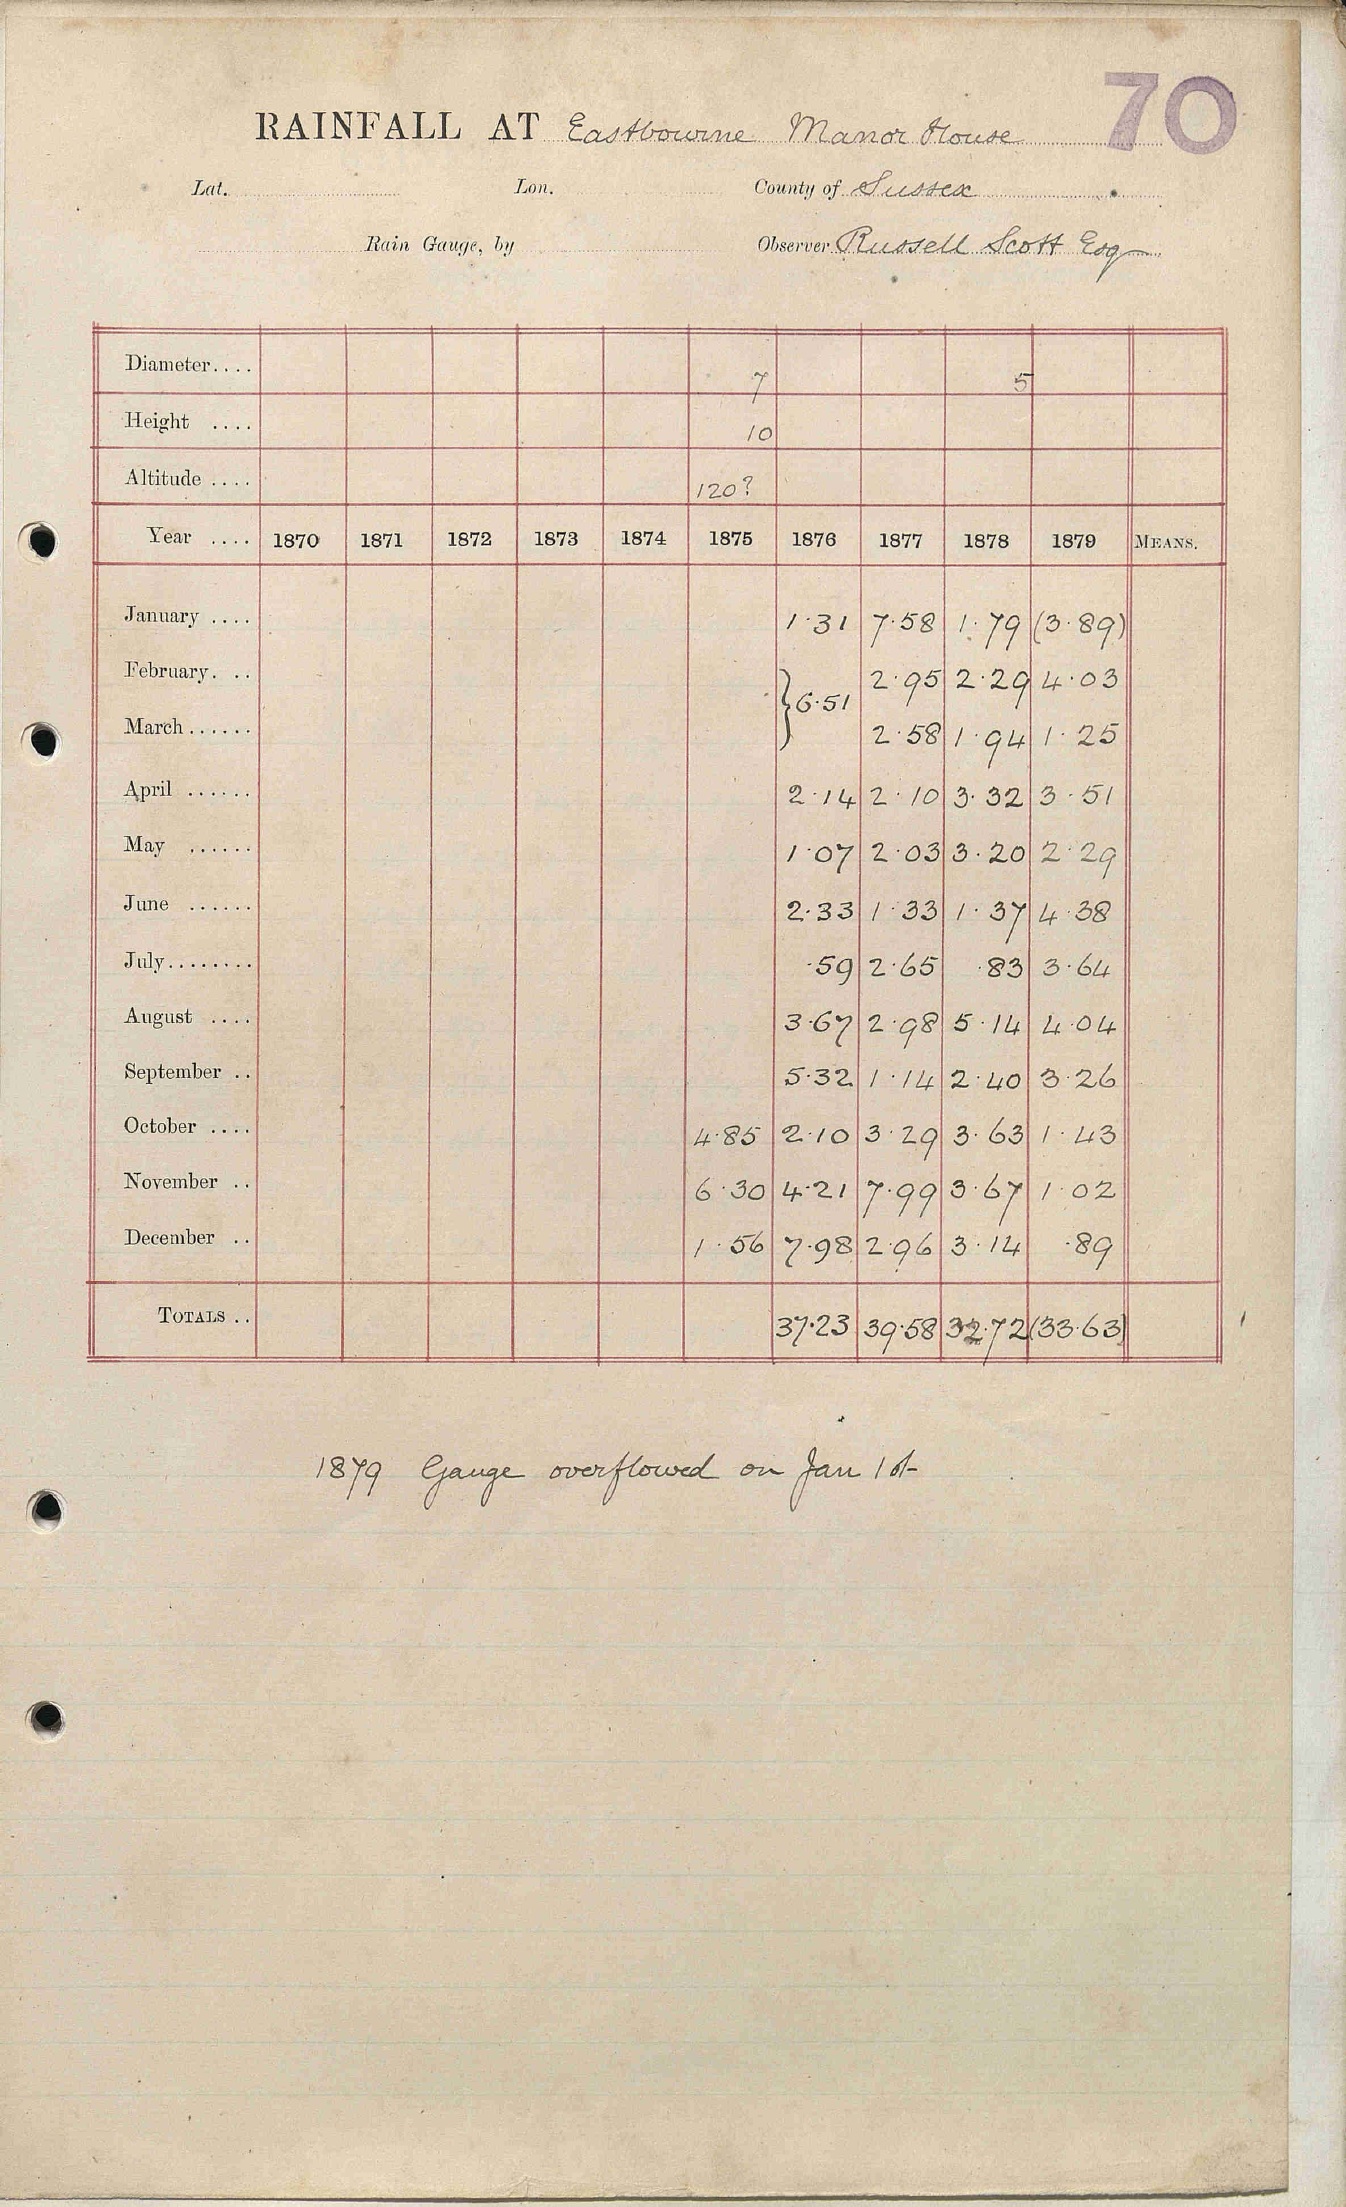 70
RAINFALL AT Eastbourne Manor House
Lat. Lon. County of Sussex
Rain Gauge, by Observer Russell Scott Esq
Diameter.... 7 5
Height .... 10
Altitude .... 120?
Year .... 1870 1871 1872 1873 1874 1875 1876 1877 1878 1879 MEANS.
January .... 1·31 7·58 1·79 (3·89)
February. .. } 6·51 2·95 2·29 4·03
March...... 2·58 1·94 1·25
April ...... 2·14 2·10 3·32 3·51
May ...... 1·07 2·03 3·20 2·29
June ...... 2·33 1·33 1·37 4·38
July........ ·59 2·65 ·83 3·64
August .... 3·67 2·98 5·14 4·04
September .. 5·32 1·14 2·40 3·26
October .... 4·85 2·10 3·29 3·63 1·43
November .. 6·30 4·21 7·99 3·67 1·02
December .. 1·56 7·98 2·96 3·14 ·89
TOTALS .. 37·23 39·58 32·72 (33·63)
1879 Gauge overflowed on Jan 1st